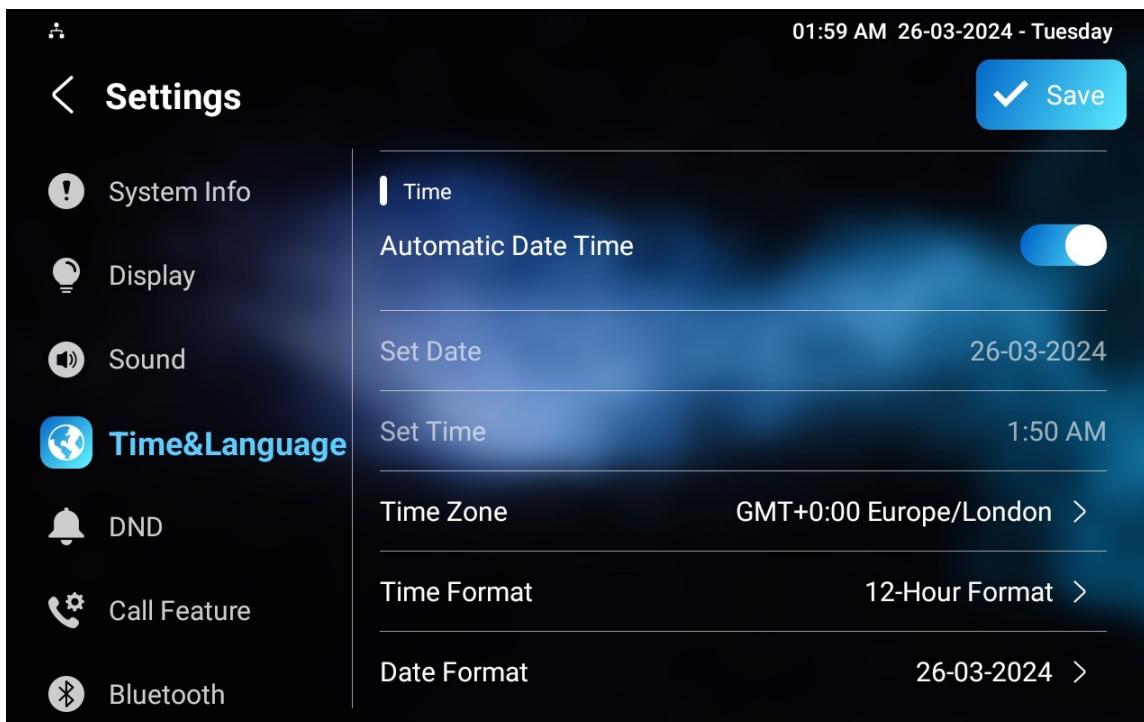 01:59 AM 26-03-2024 - Tuesday
Settings
Save
System Info
Display
Sound
Time&Language
DND
Call Feature
Bluetooth
Time
Automatic Date Time
Set Date 26-03-2024
Set Time 1:50 AM
Time Zone GMT+0:00 Europe/London
Time Format 12-Hour Format
Date Format 26-03-2024